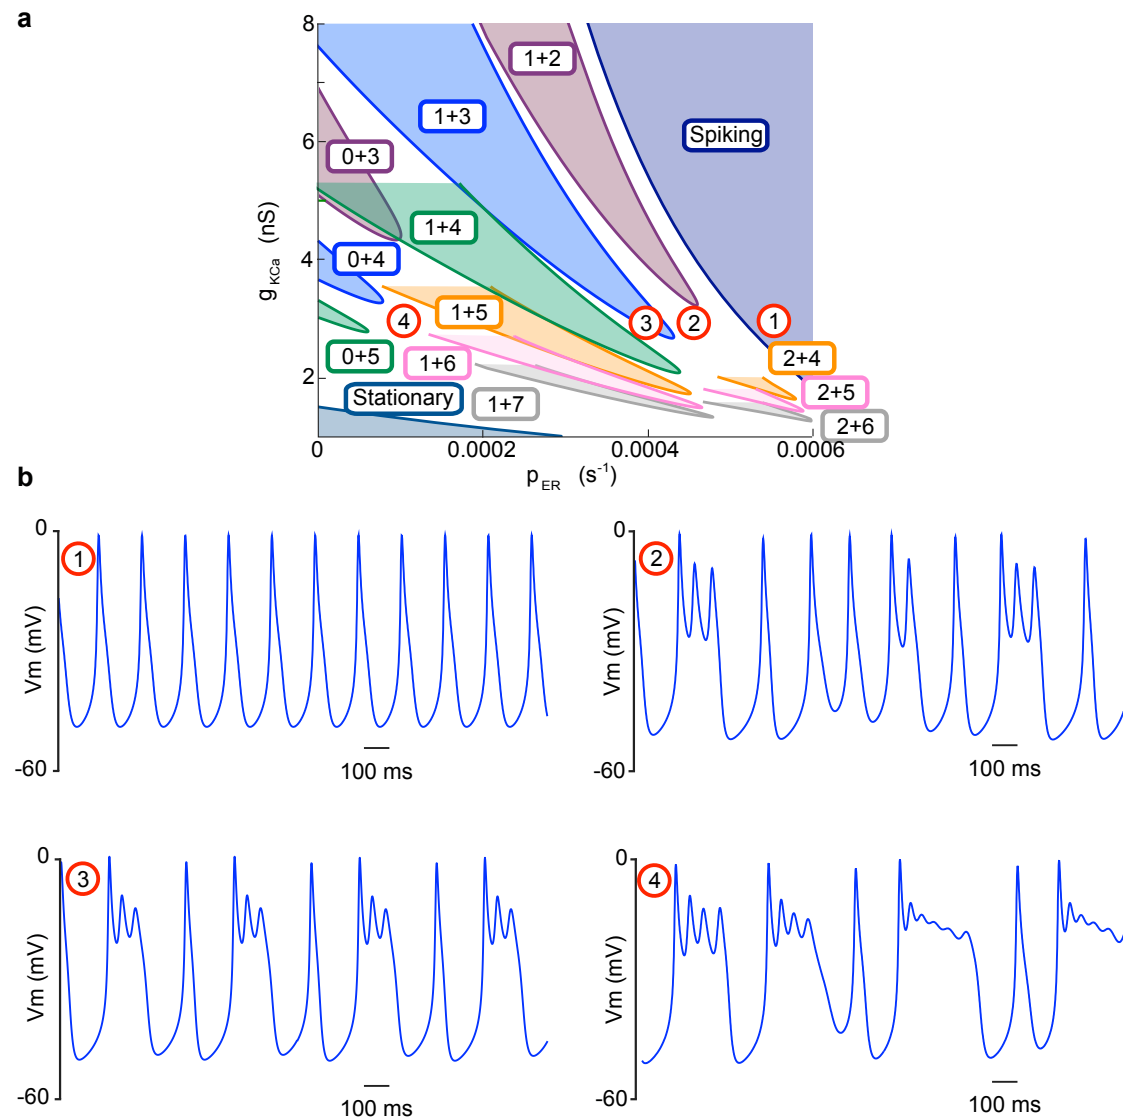 a
8
6
4
2
g KCa (nS)
1+2
1+3
Spiking
0+3
1+4
0+4
1+5
3
2
1
4
0+5
1+6
2+4
Stationary
1+7
2+5
2+6
0
0.0002
0.0004
0.0006
p ER (s-1)
b
0
1
Vm (mV)
-60
100 ms
0
2
Vm (mV)
-60
100 ms
0
3
Vm (mV)
-60
100 ms
0
4
Vm (mV)
-60
100 ms